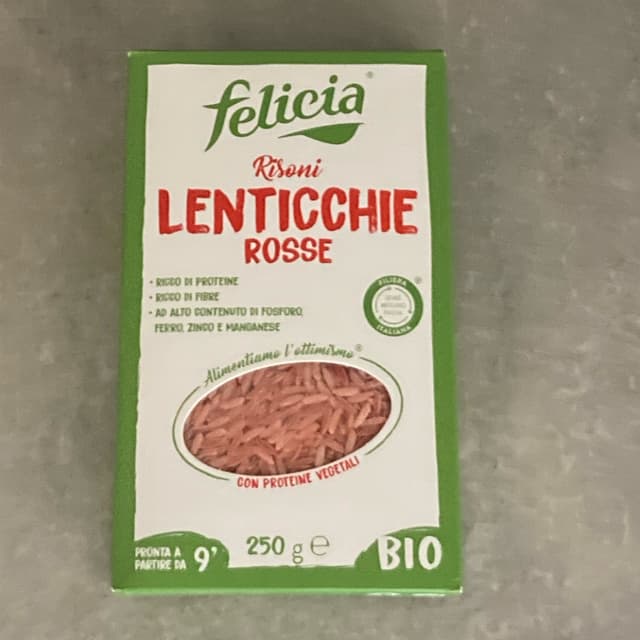 felicia®
Risoni
LENTICCHIE
ROSSE
• RICCO DI PROTEINE
• RICCO DI FIBRE
• AD ALTO CONTENUTO DI FOSFORO,
FERRO, ZINCO E MANGANESE
FILIERA ®
ITALIANA
Alimentiamo l'ottimismo®
CON PROTEINE VEGETALI
PRONTA A
PARTIRE DA 9'
250 g e
BIO